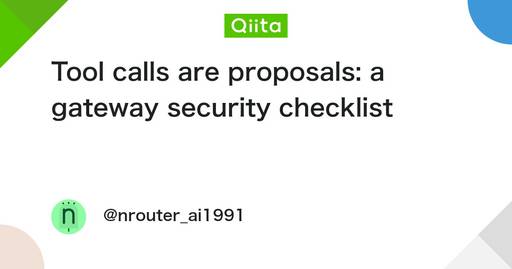 Qiita
Tool calls are proposals: a
gateway security checklist
n
@nrouter_ai1991